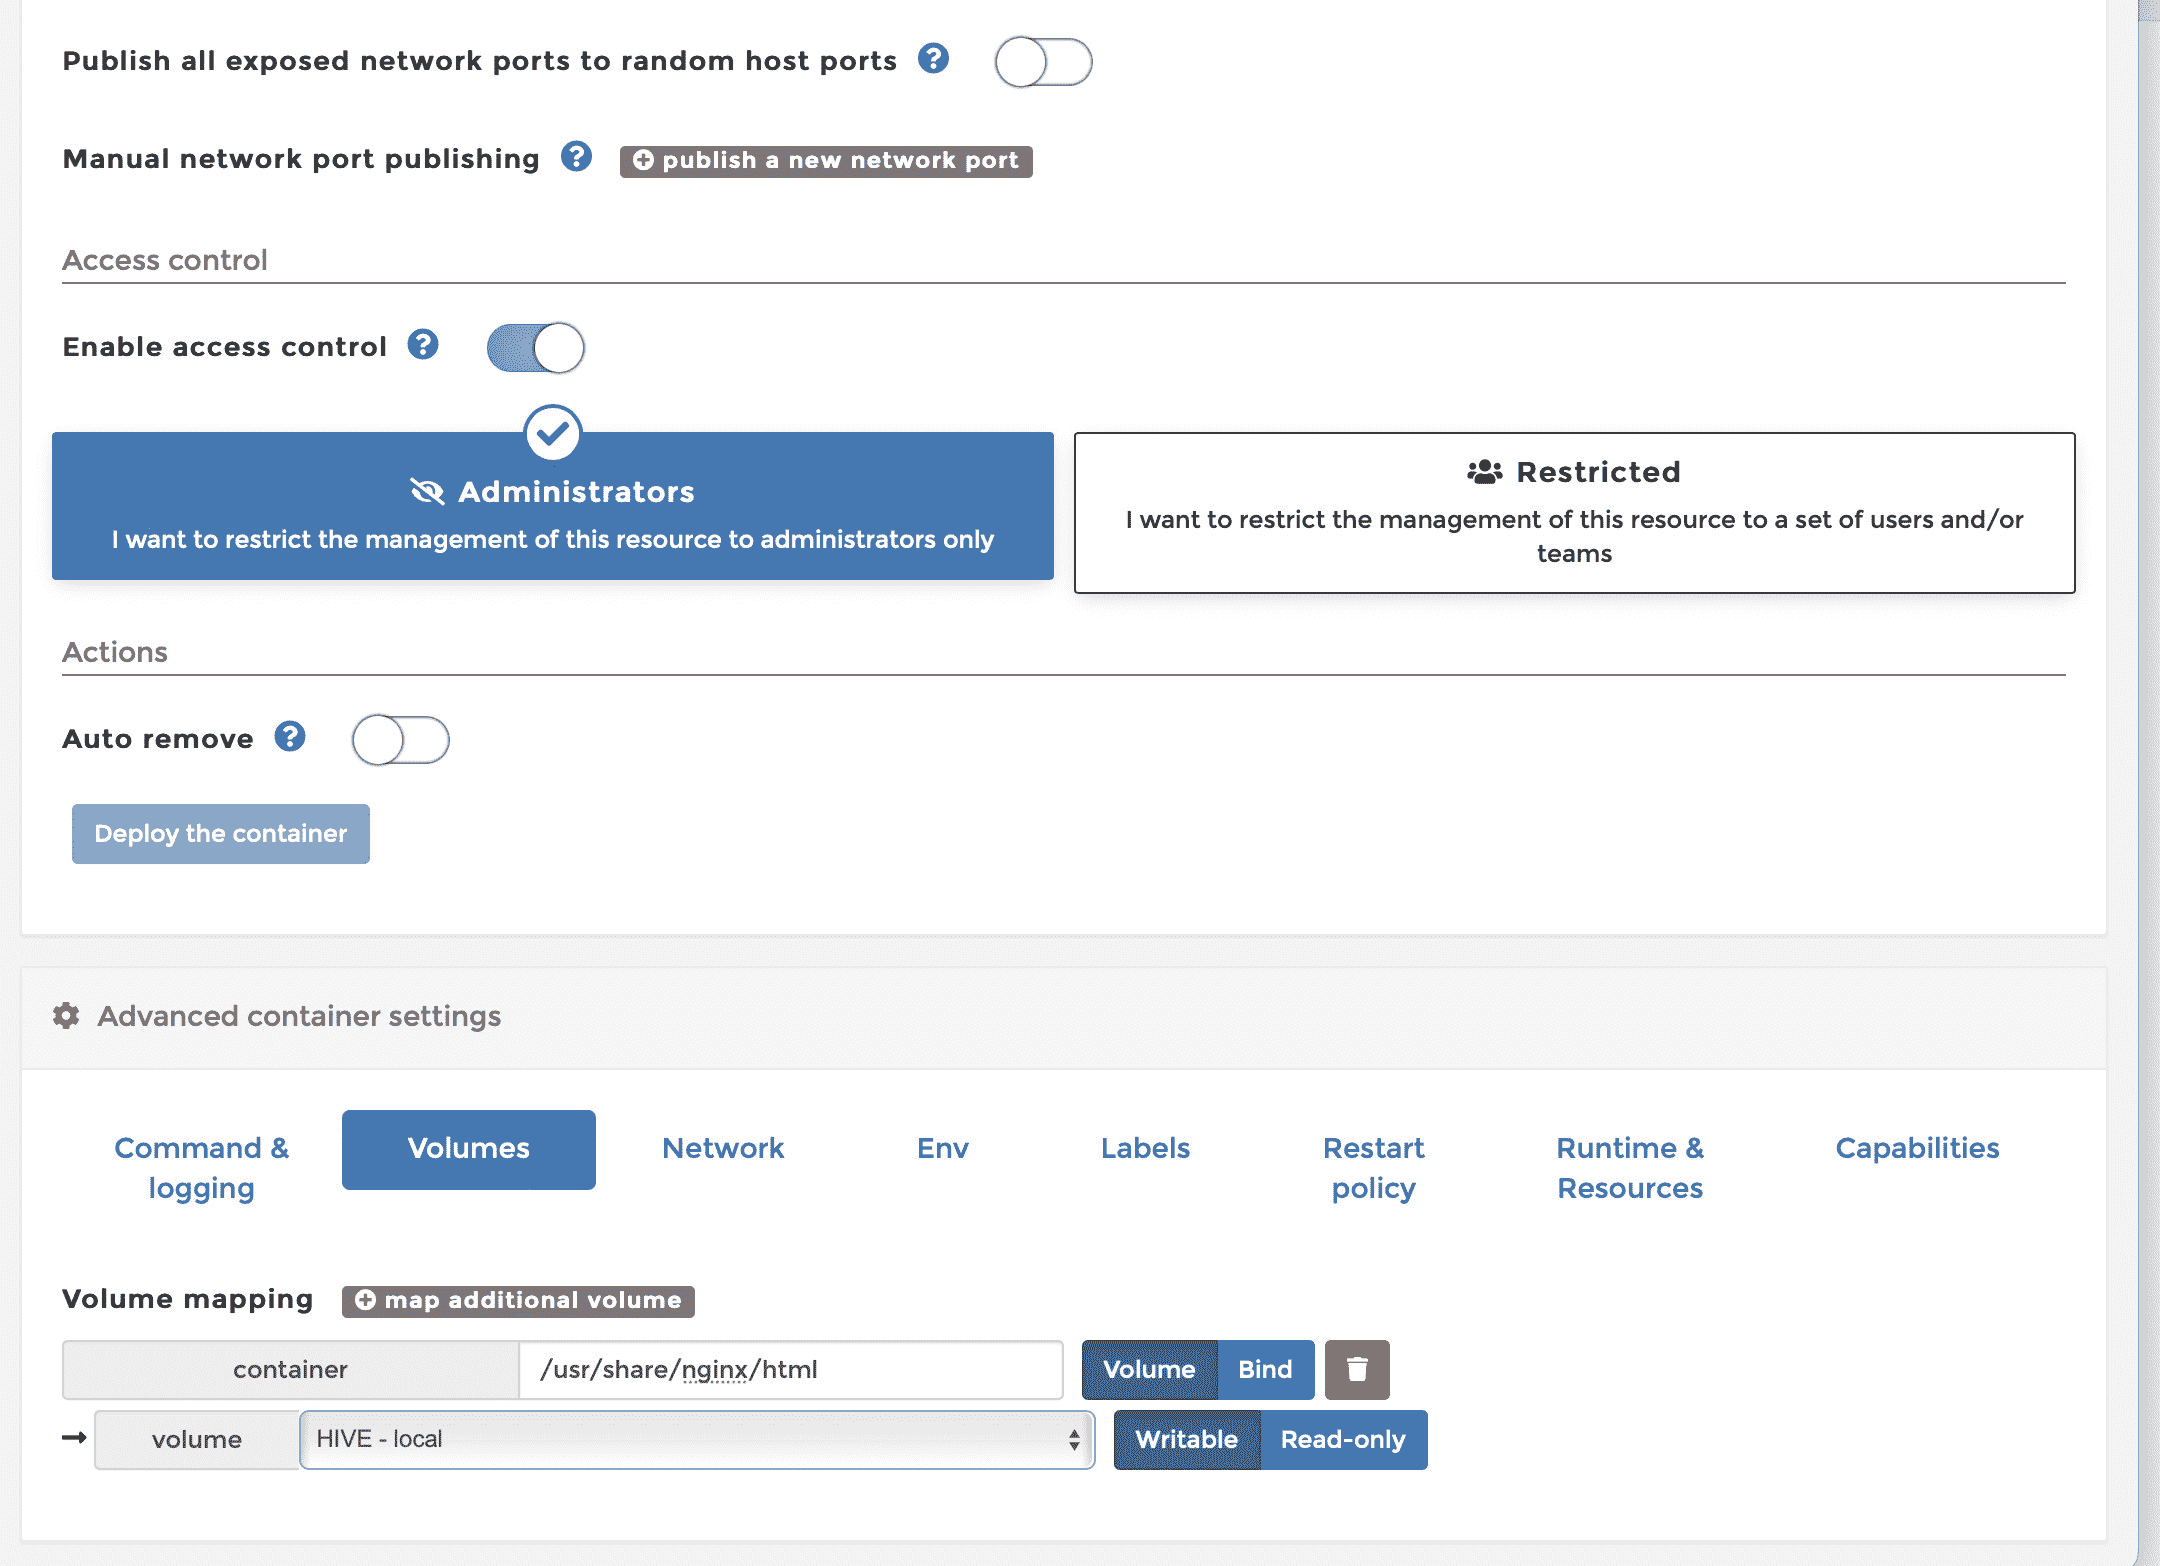 Publish all exposed network ports to random host ports
Manual network port publishing publish a new network port
Access control
Enable access control
Administrators
I want to restrict the management of this resource to administrators only
Restricted
I want to restrict the management of this resource to a set of users and/or
teams
Actions
Auto remove
Deploy the container
Advanced container settings
Command &
logging
Volumes
Network
Env
Labels
Restart
policy
Runtime &
Resources
Capabilities
Volume mapping map additional volume
container /usr/share/nginx/html Volume Bind
volume HIVE - local Writable Read-only